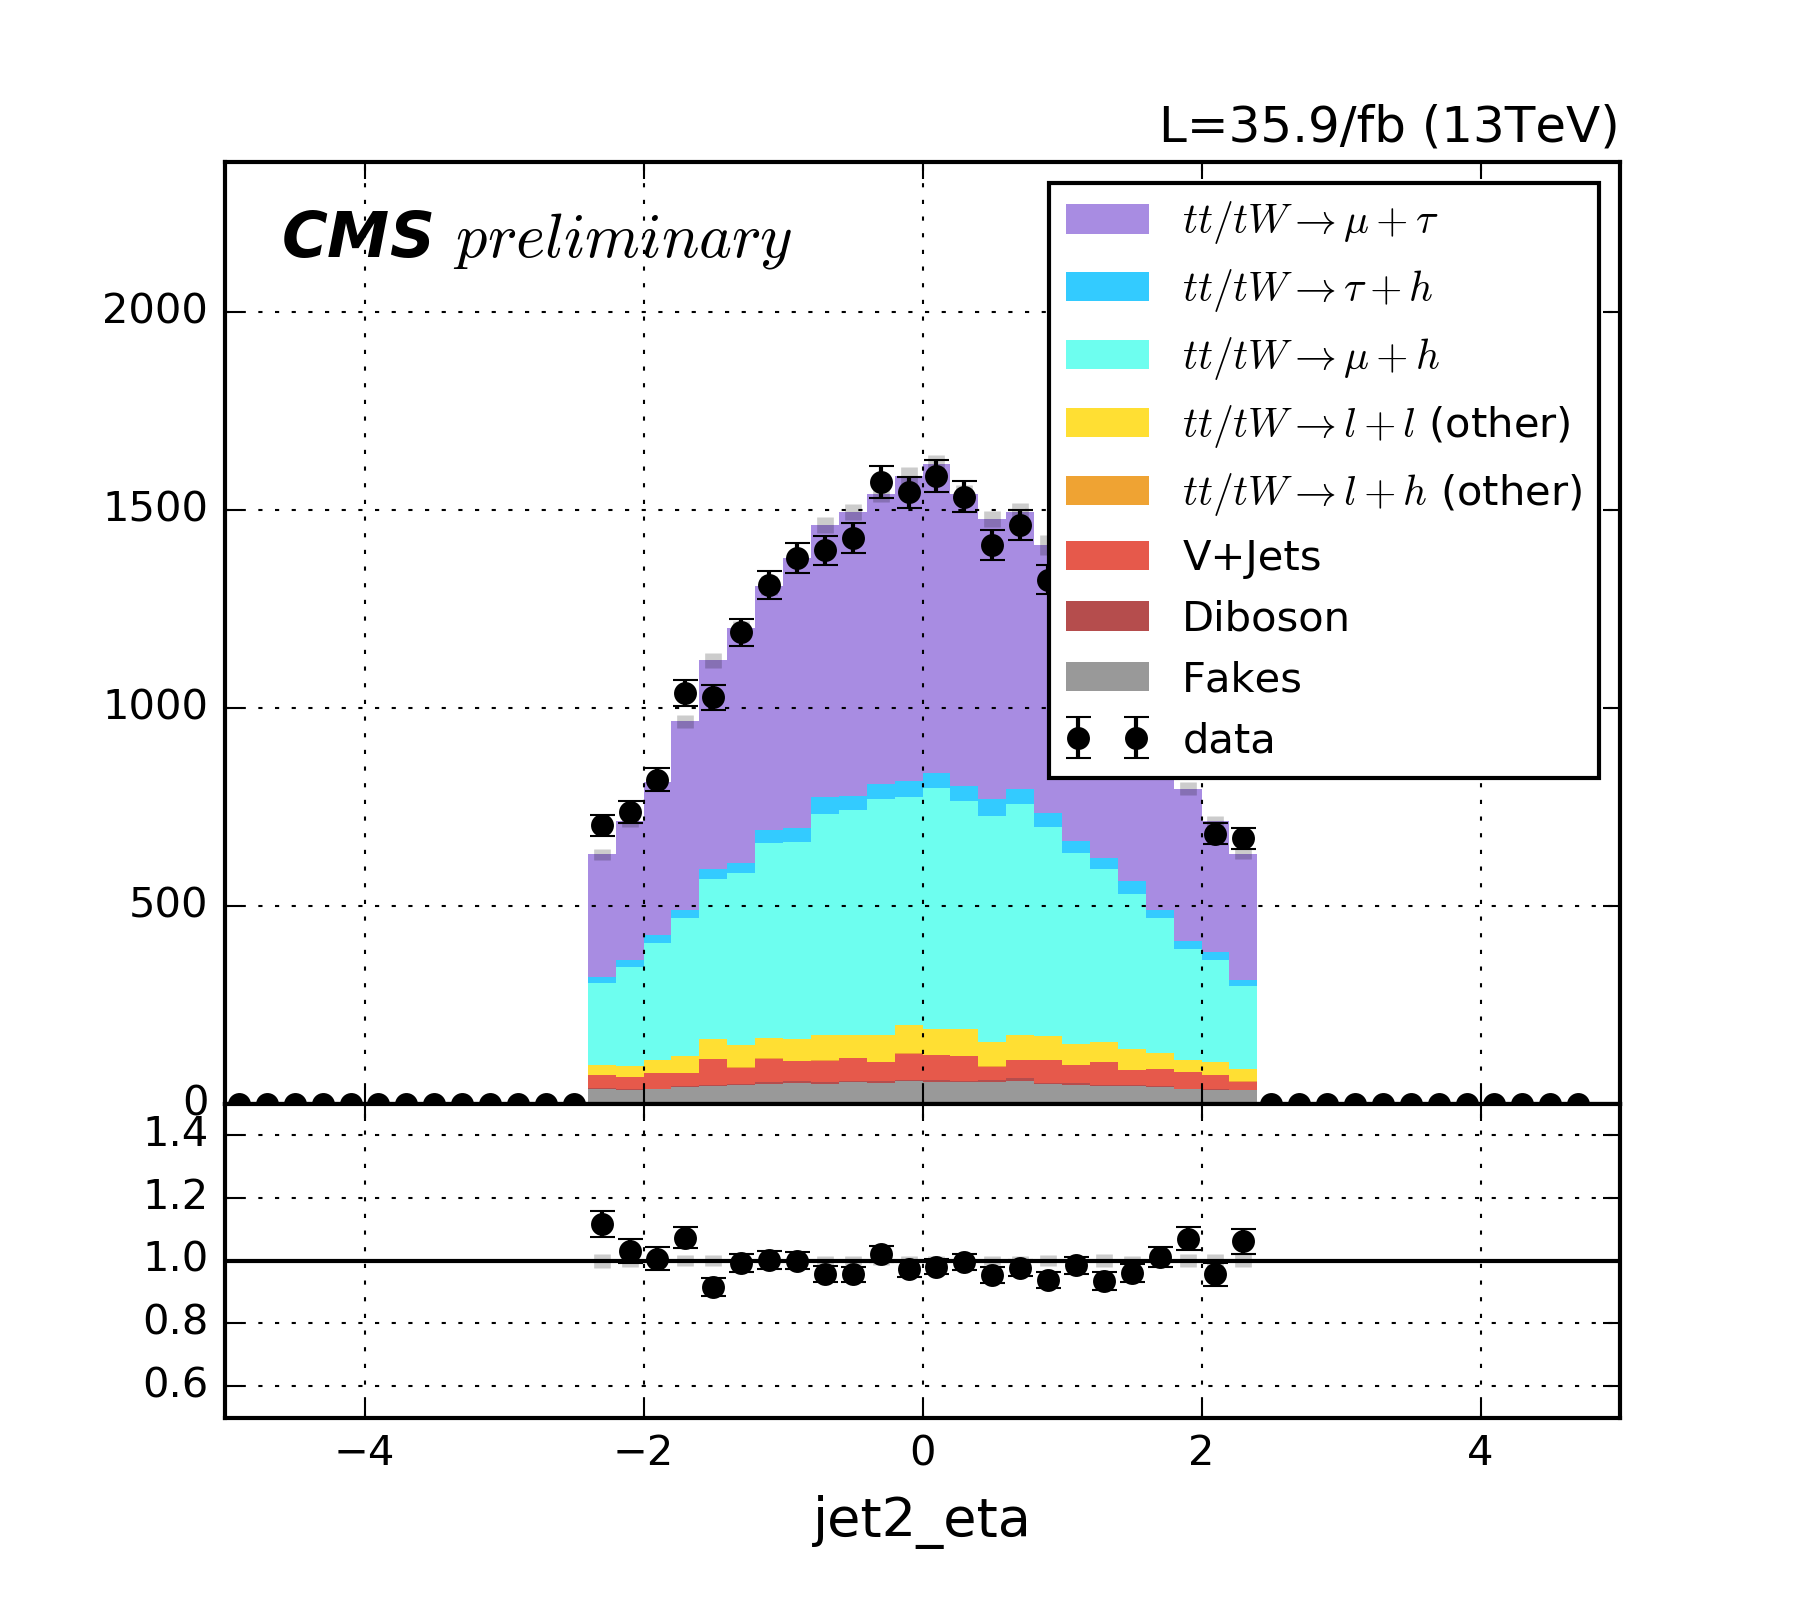 L=35.9/fb (13TeV)
CMS preliminary
tt/tW→μ+τ
tt/tW→τ+h
tt/tW→μ+h
tt/tW→l+l (other)
tt/tW→l+h (other)
V+Jets
Diboson
Fakes
data
2000
1500
1000
500
0
1.4
1.2
1.0
0.8
0.6
−4 −2 0 2 4
jet2_eta